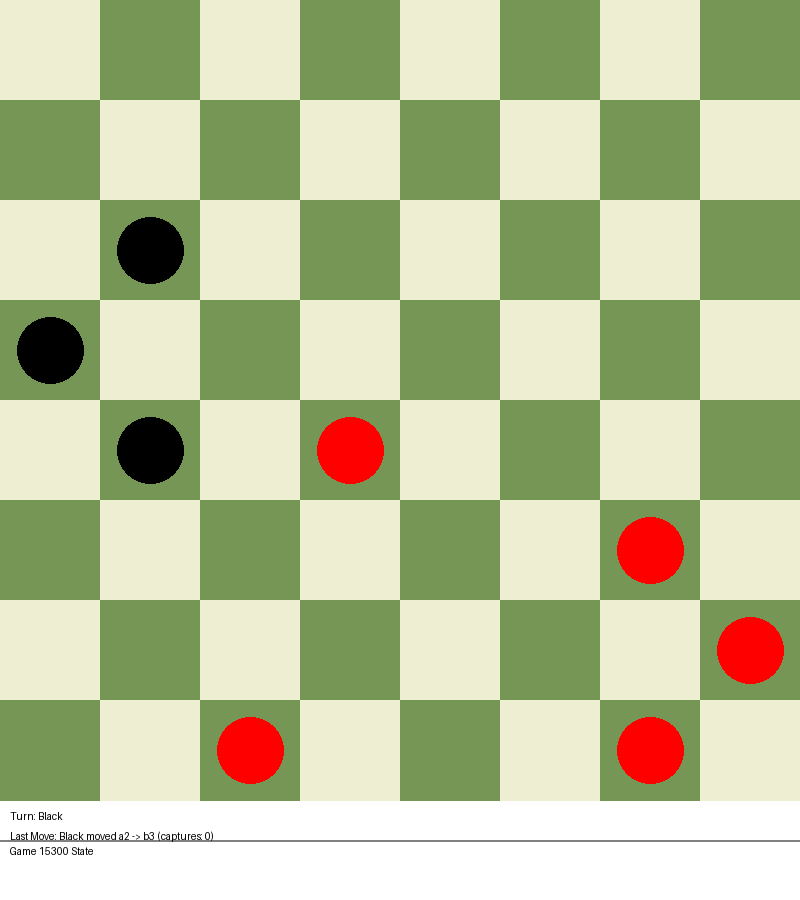 Turn: Black
Last Move: Black moved a2 -> b3 (captures: 0)
Game 15300 State